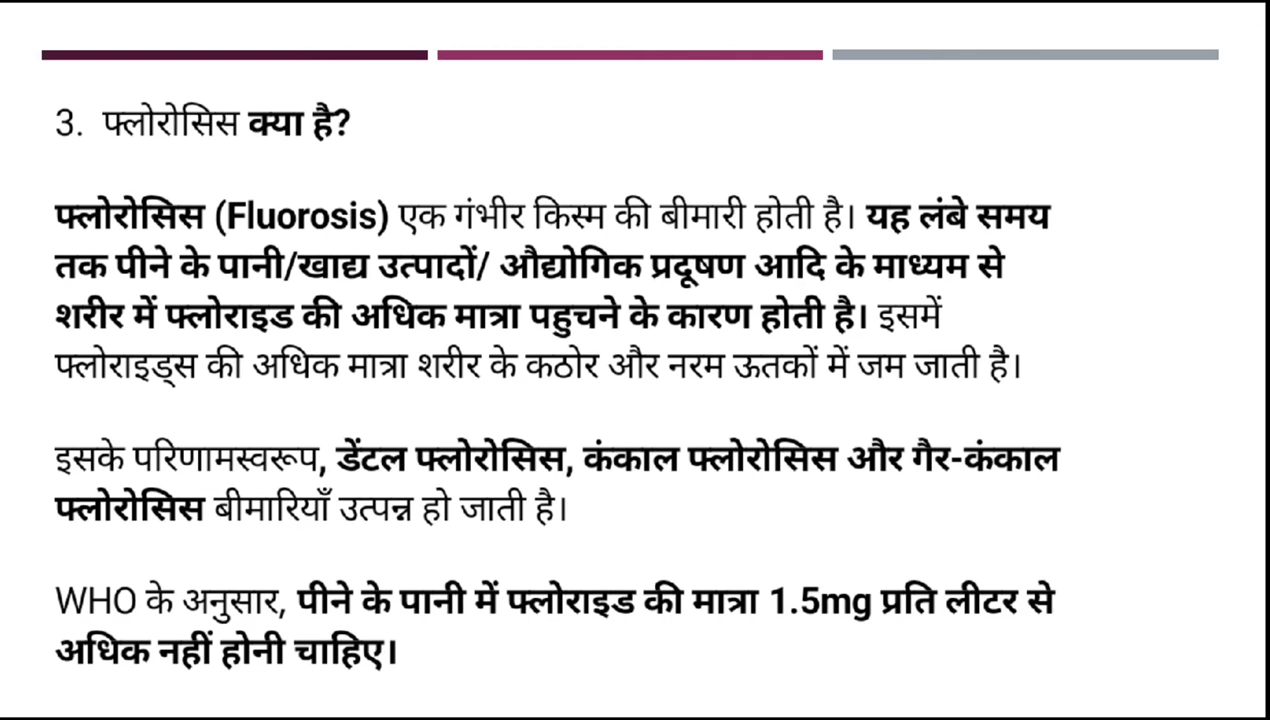 3. फ्लोरोसिस क्या है?
फ्लोरोसिस (Fluorosis) एक गंभीर किस्म की बीमारी होती है। यह लंबे समय
तक पीने के पानी/खाद्य उत्पादों/ औद्योगिक प्रदूषण आदि के माध्यम से
शरीर में फ्लोराइड की अधिक मात्रा पहुचने के कारण होती है। इसमें
फ्लोराइड्स की अधिक मात्रा शरीर के कठोर और नरम ऊतकों में जम जाती है।
इसके परिणामस्वरूप, डेंटल फ्लोरोसिस, कंकाल फ्लोरोसिस और गैर-कंकाल
फ्लोरोसिस बीमारियाँ उत्पन्न हो जाती है।
WHO के अनुसार, पीने के पानी में फ्लोराइड की मात्रा 1.5mg प्रति लीटर से
अधिक नहीं होनी चाहिए।